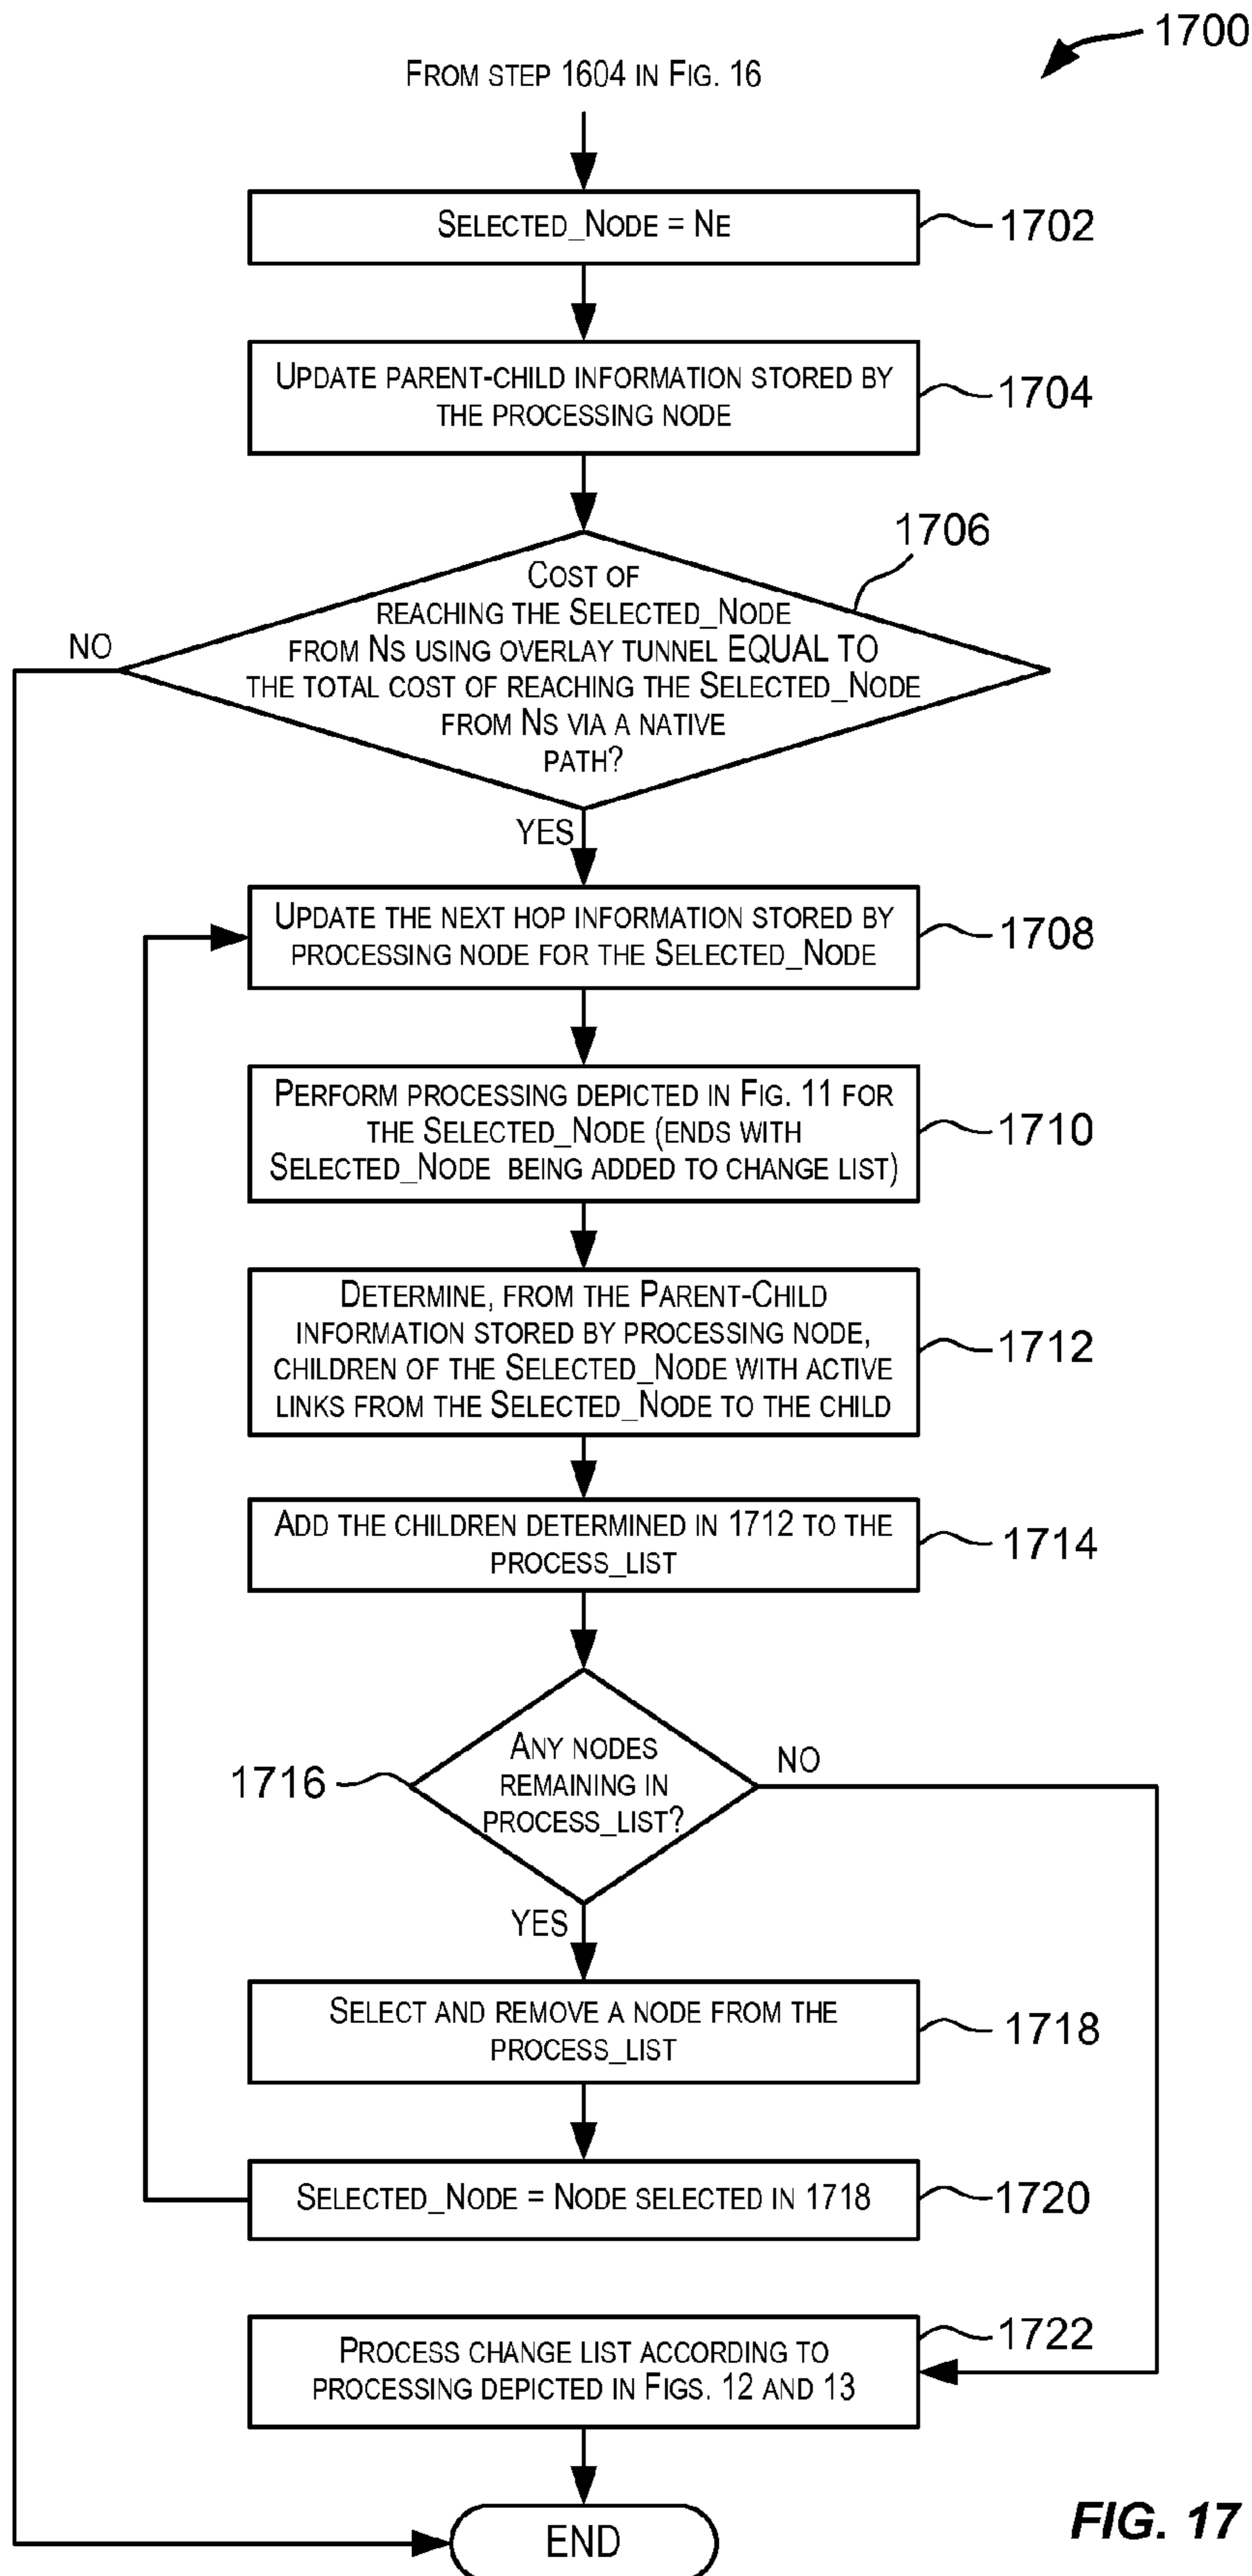 1700
From step 1604 in Fig. 16
Selected_Node = Ne
1702
Update parent-child information stored by
the processing node
1704
1706
Cost of
reaching the Selected_Node
from Ns using overlay tunnel EQUAL TO
the total cost of reaching the Selected_Node
from Ns via a native
path?
NO
YES
Update the next hop information stored by
processing node for the Selected_Node
1708
Perform processing depicted in Fig. 11 for
the Selected_Node (ends with
Selected_Node being added to change list)
1710
Determine, from the Parent-Child
information stored by processing node,
children of the Selected_Node with active
links from the Selected_Node to the child
1712
Add the children determined in 1712 to the
process_list
1714
Any nodes
remaining in
process_list?
1716
NO
YES
Select and remove a node from the
process_list
1718
Selected_Node = Node selected in 1718
1720
Process change list according to
processing depicted in Figs. 12 and 13
1722
END
FIG. 17